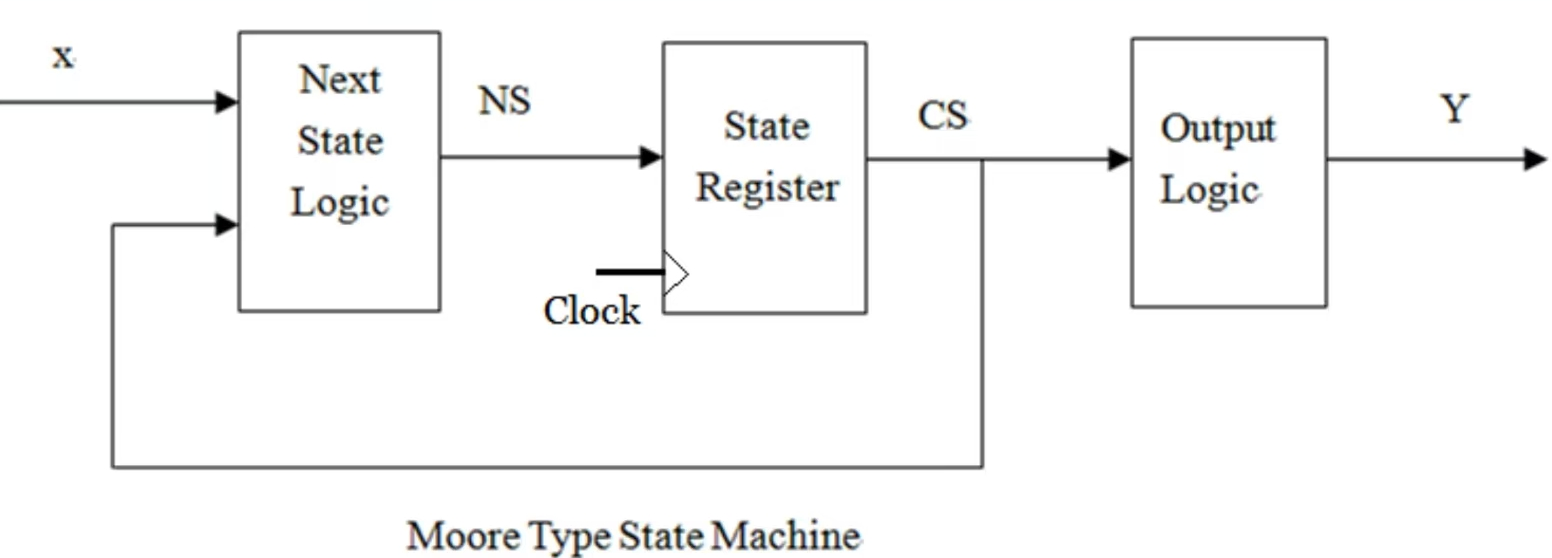 x
Next
State
Logic
NS
State
Register
Clock
CS
Output
Logic
Y
Moore Type State Machine